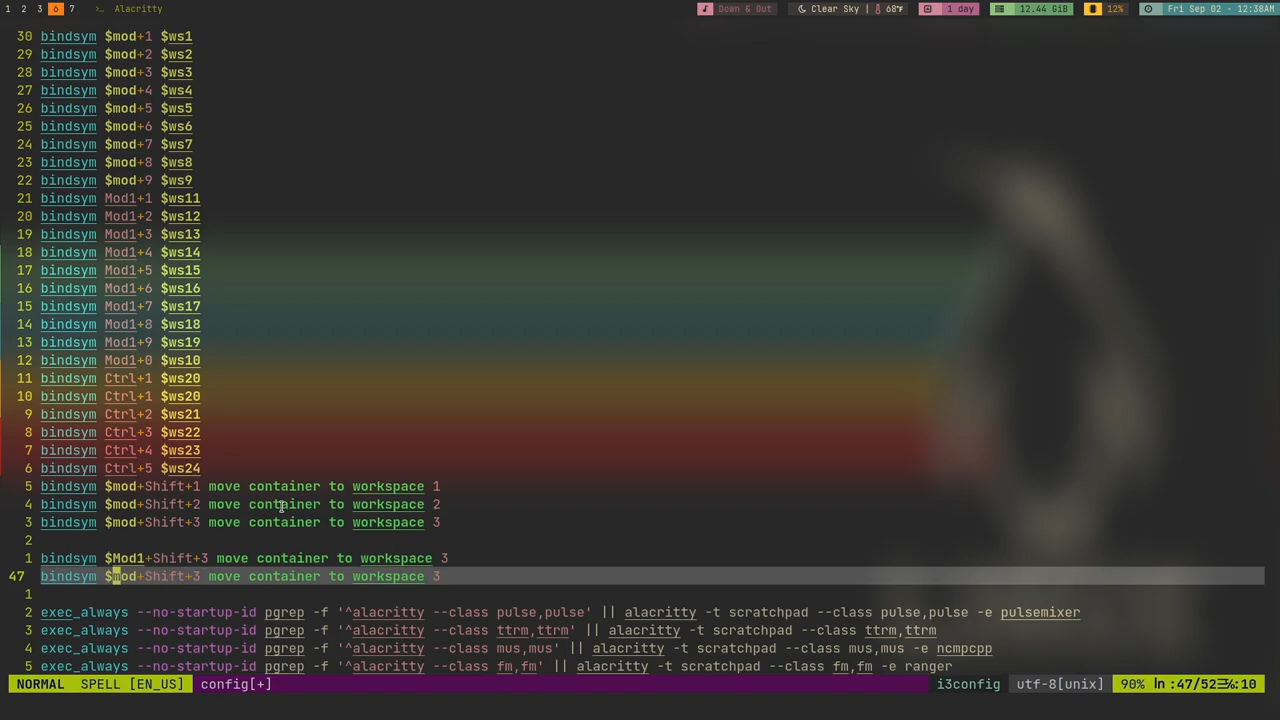 1 2 3 6 7 >_ Alacritty Down & Out Clear Sky | 68°F 1 day 12.44 GiB 12% Fri Sep 02 - 12:38AM
30 bindsym $mod+1 $ws1
29 bindsym $mod+2 $ws2
28 bindsym $mod+3 $ws3
27 bindsym $mod+4 $ws4
26 bindsym $mod+5 $ws5
25 bindsym $mod+6 $ws6
24 bindsym $mod+7 $ws7
23 bindsym $mod+8 $ws8
22 bindsym $mod+9 $ws9
21 bindsym Mod1+1 $ws11
20 bindsym Mod1+2 $ws12
19 bindsym Mod1+3 $ws13
18 bindsym Mod1+4 $ws14
17 bindsym Mod1+5 $ws15
16 bindsym Mod1+6 $ws16
15 bindsym Mod1+7 $ws17
14 bindsym Mod1+8 $ws18
13 bindsym Mod1+9 $ws19
12 bindsym Mod1+0 $ws10
11 bindsym Ctrl+1 $ws20
10 bindsym Ctrl+1 $ws20
9 bindsym Ctrl+2 $ws21
8 bindsym Ctrl+3 $ws22
7 bindsym Ctrl+4 $ws23
6 bindsym Ctrl+5 $ws24
5 bindsym $mod+Shift+1 move container to workspace 1
4 bindsym $mod+Shift+2 move container to workspace 2
3 bindsym $mod+Shift+3 move container to workspace 3
2
1 bindsym $Mod1+Shift+3 move container to workspace 3
47 bindsym $mod+Shift+3 move container to workspace 3
1
2 exec_always --no-startup-id pgrep -f '^alacritty --class pulse,pulse' || alacritty -t scratchpad --class pulse,pulse -e pulsemixer
3 exec_always --no-startup-id pgrep -f '^alacritty --class ttrm,ttrm' || alacritty -t scratchpad --class ttrm,ttrm
4 exec_always --no-startup-id pgrep -f '^alacritty --class mus,mus' || alacritty -t scratchpad --class mus,mus -e ncmpcpp
5 exec_always --no-startup-id pgrep -f '^alacritty --class fm,fm' || alacritty -t scratchpad --class fm,fm -e ranger
NORMAL SPELL [EN_US] config[+] i3config utf-8[unix] 90% ln :47/52 :10